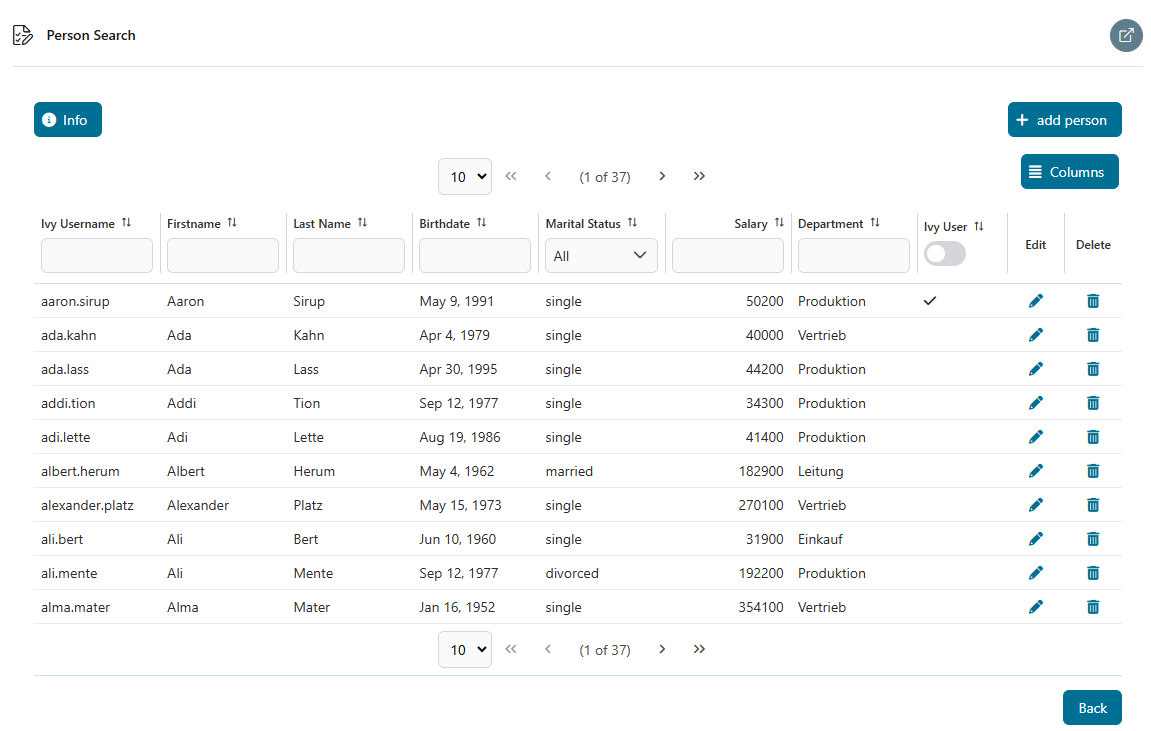 Person Search
Info
add person
10 (1 of 37)
Columns
Ivy Username Firstname Last Name Birthdate Marital Status Salary Department Ivy User Edit Delete
All
aaron.sirup Aaron Sirup May 9, 1991 single 50200 Produktion
ada.kahn Ada Kahn Apr 4, 1979 single 40000 Vertrieb
ada.lass Ada Lass Apr 30, 1995 single 44200 Produktion
addi.tion Addi Tion Sep 12, 1977 single 34300 Produktion
adi.lette Adi Lette Aug 19, 1986 single 41400 Produktion
albert.herum Albert Herum May 4, 1962 married 182900 Leitung
alexander.platz Alexander Platz May 15, 1973 single 270100 Vertrieb
ali.bert Ali Bert Jun 10, 1960 single 31900 Einkauf
ali.mente Ali Mente Sep 12, 1977 divorced 192200 Produktion
alma.mater Alma Mater Jan 16, 1952 single 354100 Vertrieb
10 (1 of 37)
Back